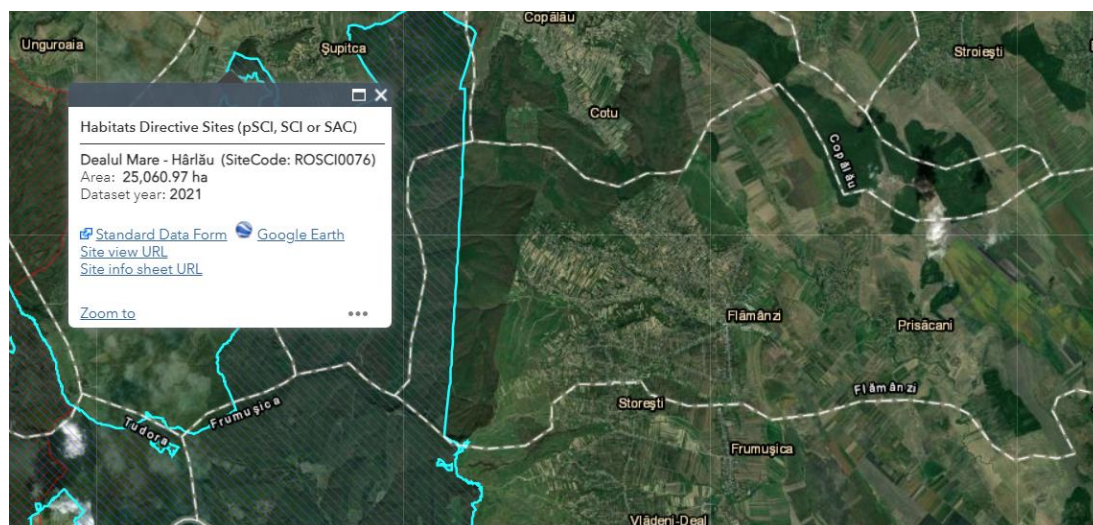 Copălău
Unguroaia
Şupitca
Stroieşti
Habitats Directive Sites (pSCI, SCI or SAC)
Dealul Mare - Hârlău (SiteCode: ROSCI0076)
Area: 25,060.97 ha
Dataset year: 2021
Standard Data Form Google Earth
Site view URL
Site info sheet URL
Zoom to
Cotu
Copălău
Flămânzi
Prisăcani
Flămânzi
Storeşti
Frumuşica
Tudora
Frumuşica
Vlădeni-Deal